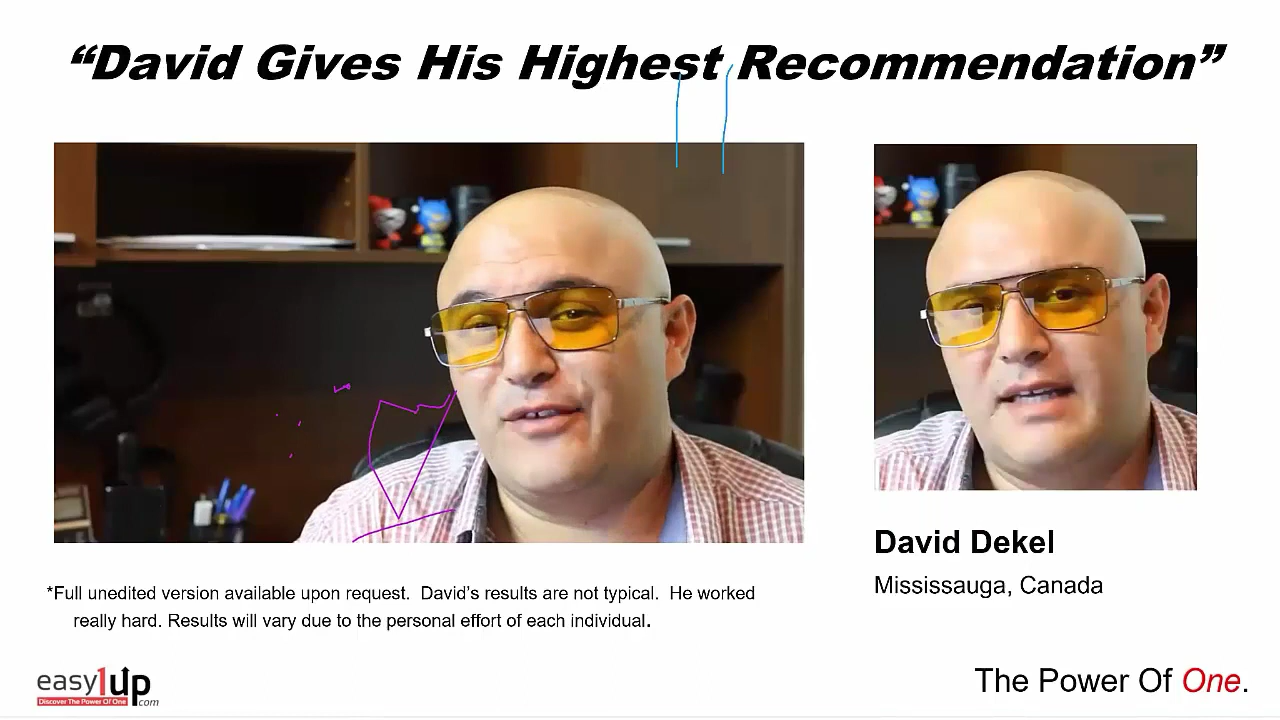 “David Gives His Highest Recommendation”
David Dekel
Mississauga, Canada
*Full unedited version available upon request. David’s results are not typical. He worked
really hard. Results will vary due to the personal effort of each individual.
easy1up
Discover The Power Of One
.com
The Power Of One.